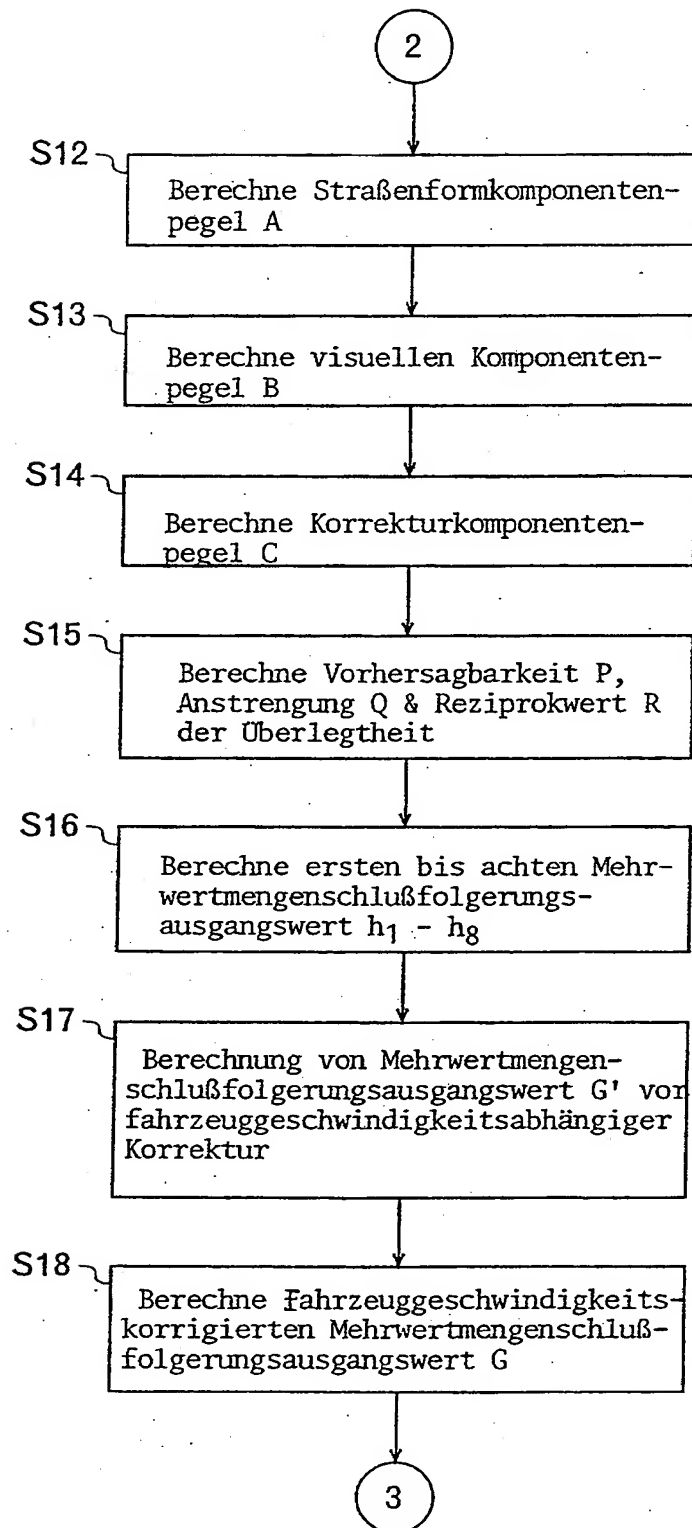 2
S12
Berechne Straßenformkomponenten-
pegel A
S13
Berechne visuellen Komponenten-
pegel B
S14
Berechne Korrekturkomponenten-
pegel C
S15
Berechne Vorhersagbarkeit P,
Anstrengung Q & Reziprokwert R
der Überlegtheit
S16
Berechne ersten bis achten Mehr-
wertmengenschlußfolgerungs-
ausgangswert h1 - h8
S17
Berechnung von Mehrwertmengen-
schlußfolgerungsausgangswert G' vor
fahrzeuggeschwindigkeitsabhängiger
Korrektur
S18
Berechne Fahrzeuggeschwindigkeits-
korrigierten Mehrwertmengenschluß-
folgerungsausgangswert G
3